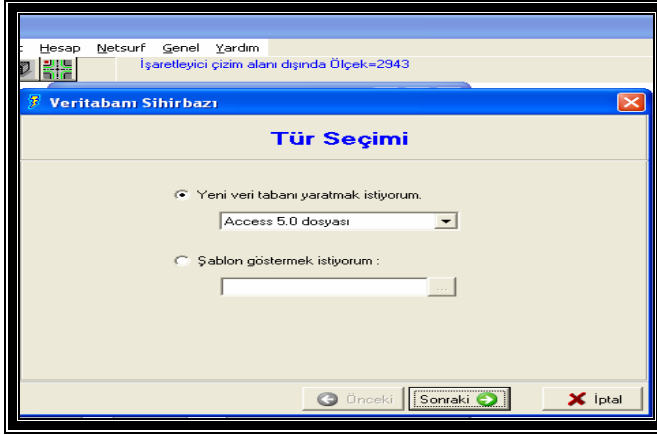 Hesap Netsurf Genel Yardım
İşaretleyici çizim alanı dışında Ölçek=2943
Veritabanı Sihirbazı
Tür Seçimi
Yeni veri tabanı yaratmak istiyorum.
Access 5.0 dosyası
Şablon göstermek istiyorum :
...
Önceki Sonraki İptal